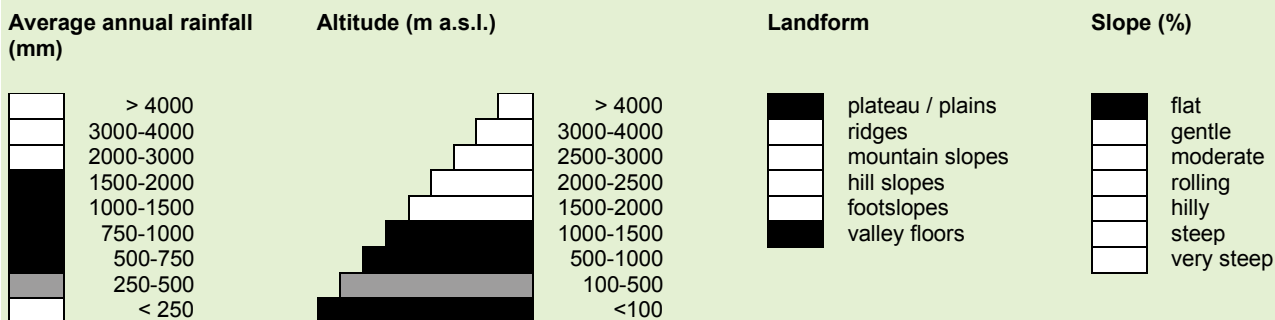 Average annual rainfall
(mm)
> 4000
3000-4000
2000-3000
1500-2000
1000-1500
750-1000
500-750
250-500
< 250
Altitude (m a.s.l.)
> 4000
3000-4000
2500-3000
2000-2500
1500-2000
1000-1500
500-1000
100-500
<100
Landform
plateau / plains
ridges
mountain slopes
hill slopes
footslopes
valley floors
Slope (%)
flat
gentle
moderate
rolling
hilly
steep
very steep